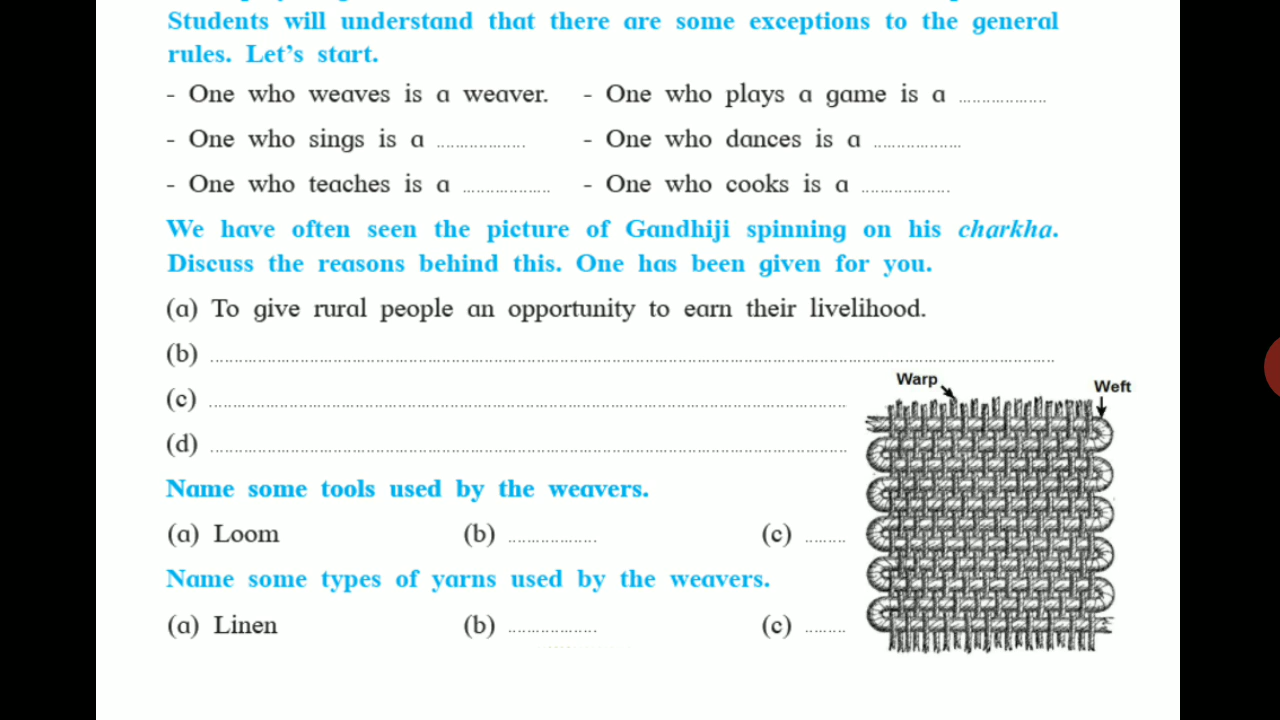 Students will understand that there are some exceptions to the general
rules. Let's start.
- One who weaves is a weaver. - One who plays a game is a ...................
- One who sings is a ................... - One who dances is a ...................
- One who teaches is a ................... - One who cooks is a ...................
We have often seen the picture of Gandhiji spinning on his charkha.
Discuss the reasons behind this. One has been given for you.
(a) To give rural people an opportunity to earn their livelihood.
(b) ...................
(c) ...................
(d) ...................
Warp
Weft
Name some tools used by the weavers.
(a) Loom (b) ................... (c) .........
Name some types of yarns used by the weavers.
(a) Linen (b) ................... (c) .........